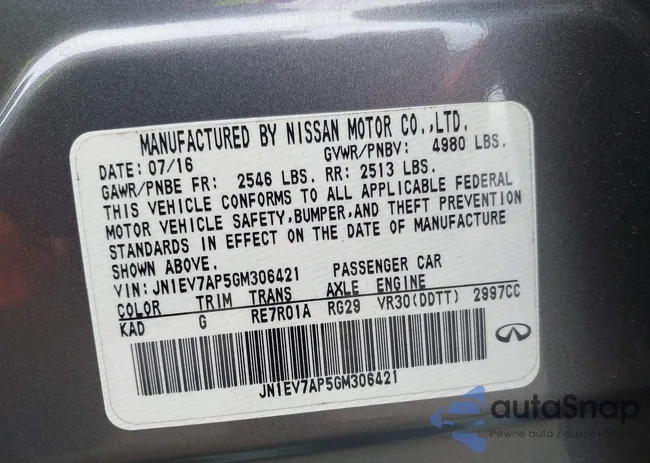 MANUFACTURED BY NISSAN MOTOR CO.,LTD.
DATE: 07/16 GVWR/PNBV: 4980 LBS.
GAWR/PNBE FR: 2546 LBS. RR: 2513 LBS.
THIS VEHICLE CONFORMS TO ALL APPLICABLE FEDERAL
MOTOR VEHICLE SAFETY,BUMPER,AND THEFT PREVENTION
STANDARDS IN EFFECT ON THE DATE OF MANUFACTURE
SHOWN ABOVE.
VIN: JN1EV7AP5GM306421 PASSENGER CAR
COLOR TRIM TRANS AXLE ENGINE
KAD G RE7R01A RG29 VR30(DDTT) 2997CC
JN1EV7AP5GM306421
autaSnap
Pewne auta z aukcji i